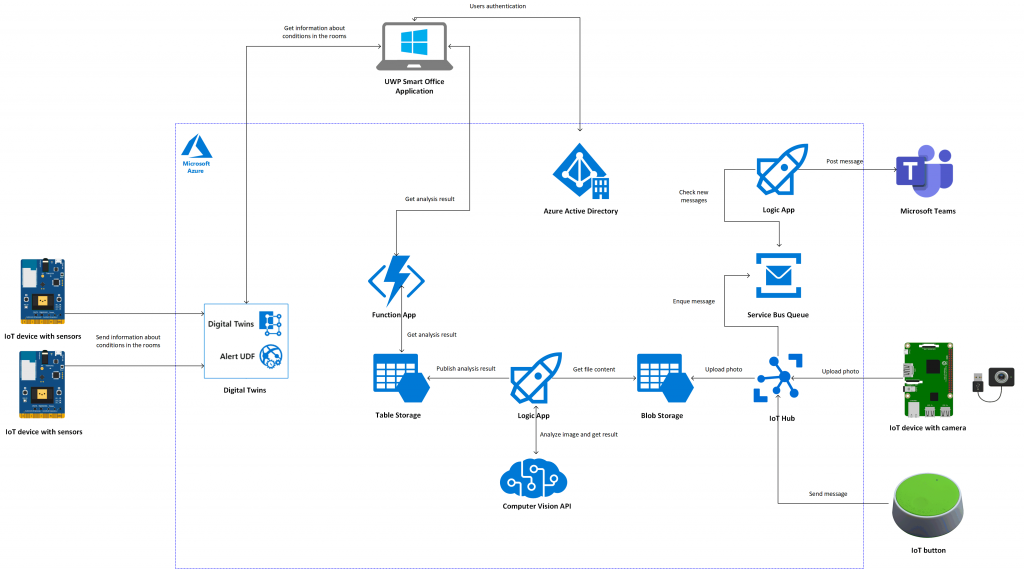 Users authentication
Get information about
conditions in the rooms
UWP Smart Office
Application
Microsoft
Azure
Azure Active Directory
Get analysis result
Check new
messages
Logic App
Post message
T
Microsoft Teams
Function App
Service Bus Queue
Enque message
IoT device with sensors
Send information about
conditions in the rooms
IoT device with sensors
Digital Twins
Alert UDF
Digital Twins
Get analysis result
Table Storage
Publish analysis result
Logic App
Get file content
Blob Storage
Upload photo
IoT Hub
Upload photo
IoT device with camera
Analyze image and get result
Computer Vision API
Send message
IoT button